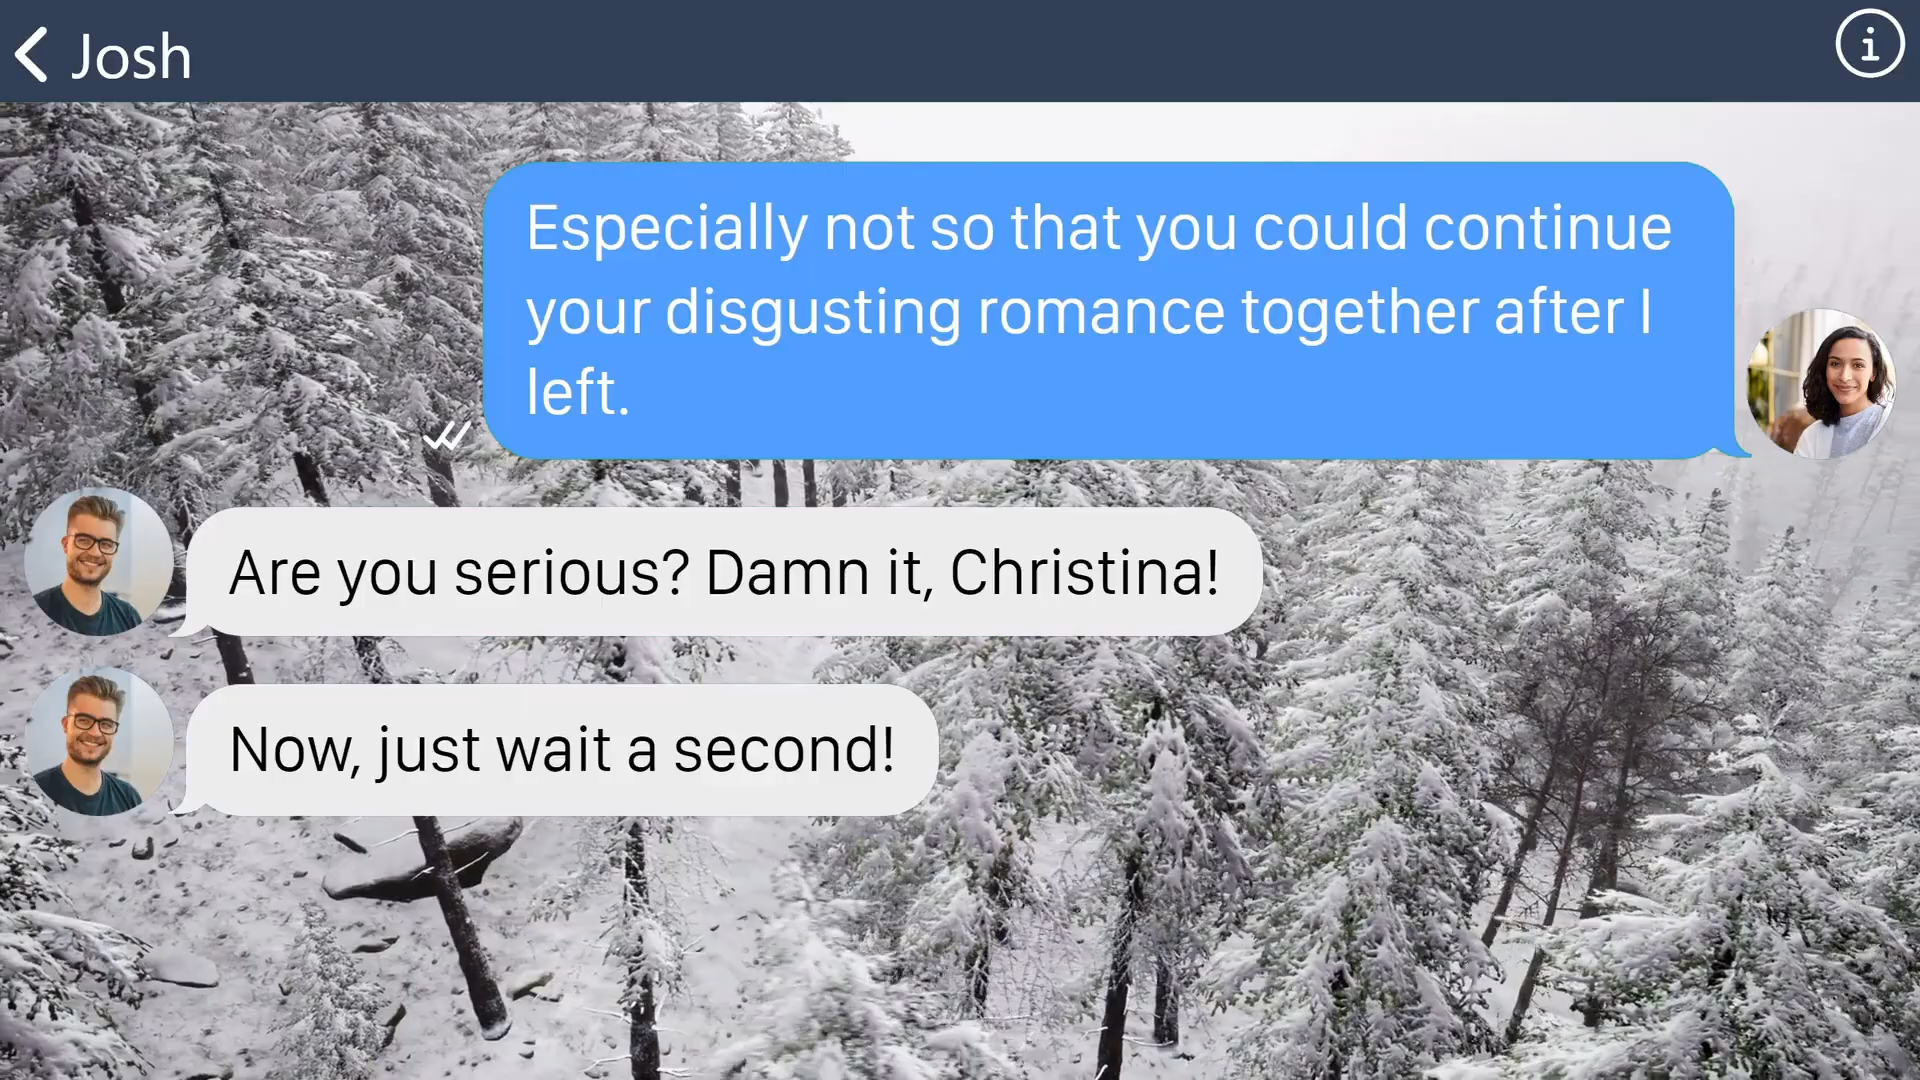 Josh
Especially not so that you could continue
your disgusting romance together after I
left.
Are you serious? Damn it, Christina!
Now, just wait a second!